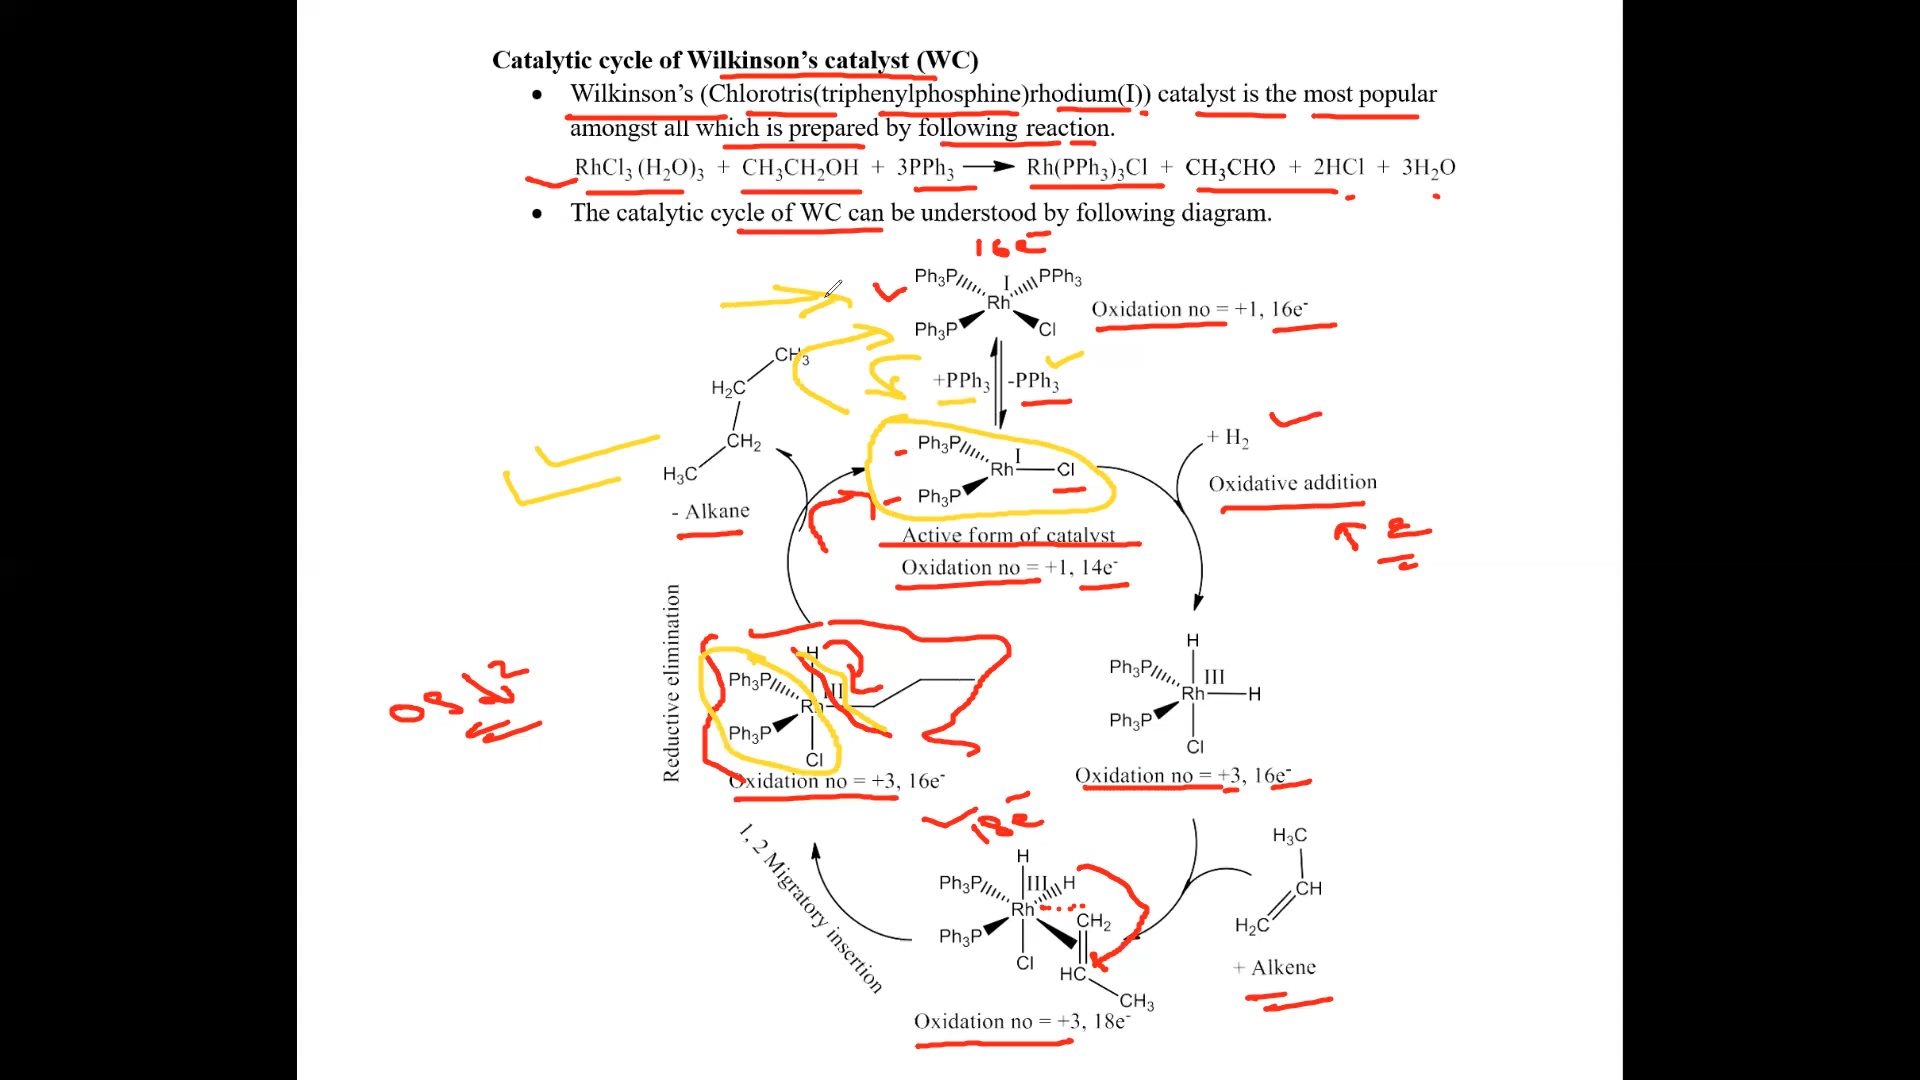 Catalytic cycle of Wilkinson's catalyst (WC)
• Wilkinson's (Chlorotris(triphenylphosphine)rhodium(I)) catalyst is the most popular
amongst all which is prepared by following reaction.
RhCl₃ (H₂O)₃ + CH₃CH₂OH + 3PPh₃ → Rh(PPh₃)₃Cl + CH₃CHO + 2HCl + 3H₂O
• The catalytic cycle of WC can be understood by following diagram.
16e⁻
Ph₃P I PPh₃
Rh
Ph₃P Cl
Oxidation no = +1, 16e⁻
+PPh₃ -PPh₃
CH₃
H₂C
CH₂
H₃C
- Alkane
Ph₃P
I
Rh Cl
Ph₃P
Active form of catalyst
Oxidation no = +1, 14e⁻
+ H₂
Oxidative addition
2
H
Ph₃P III
Rh H
Ph₃P
Cl
Oxidation no = +3, 16e⁻
Reductive elimination
H
Ph₃P III
Rh
Ph₃P
Cl
Oxidation no = +3, 16e⁻
18e⁻
H₃C
CH
H₂C
+ Alkene
1, 2 Migratory insertion
H
Ph₃P III H
Rh
CH₂
Ph₃P
Cl HC
CH₃
Oxidation no = +3, 18e⁻